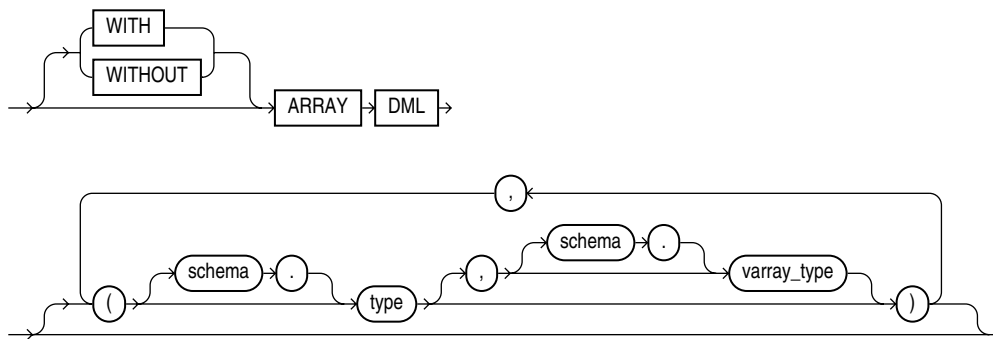 WITH
WITHOUT
ARRAY DML
,
schema .
schema . , varray_type
( type )